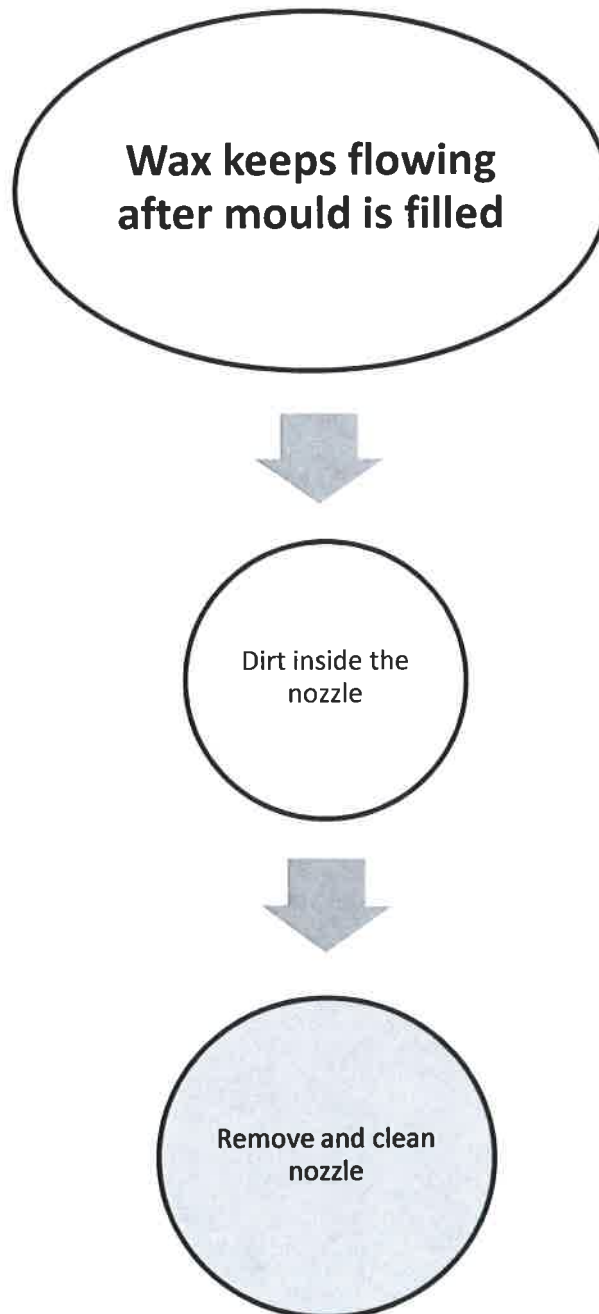 Wax keeps flowing
after mould is filled
Dirt inside the
nozzle
Remove and clean
nozzle